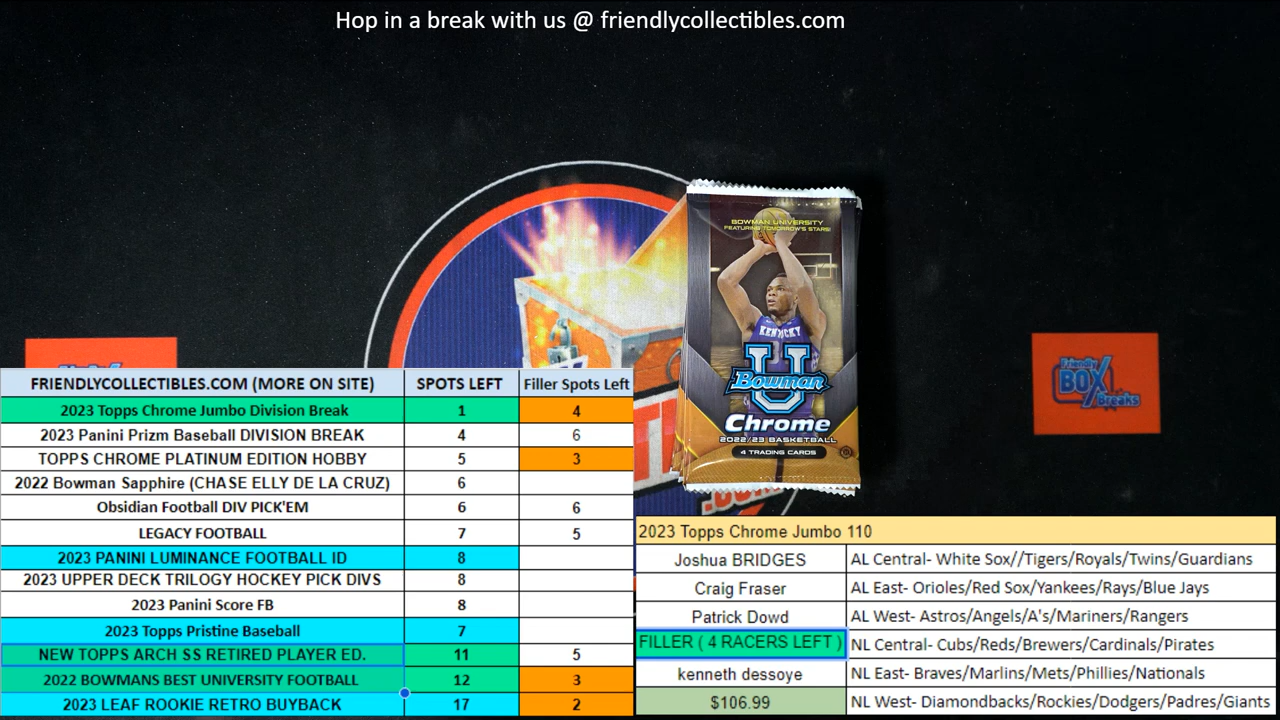 Hop in a break with us @ friendlycollectibles.com
BOWMAN UNIVERSITY
FEATURING TOMORROW'S STARS!
KENTUCKY
U
Bowman
Chrome
2022/23 BASKETBALL
4 TRADING CARDS
Friendly
BOX
Breaks
FRIENDLYCOLLECTIBLES.COM (MORE ON SITE) SPOTS LEFT Filler Spots Left
2023 Topps Chrome Jumbo Division Break 1 4
2023 Panini Prizm Baseball DIVISION BREAK 4 6
TOPPS CHROME PLATINUM EDITION HOBBY 5 3
2022 Bowman Sapphire (CHASE ELLY DE LA CRUZ) 6
Obsidian Football DIV PICK'EM 6 6
LEGACY FOOTBALL 7 5
2023 PANINI LUMINANCE FOOTBALL ID 8
2023 UPPER DECK TRILOGY HOCKEY PICK DIVS 8
2023 Panini Score FB 8
2023 Topps Pristine Baseball 7
NEW TOPPS ARCH SS RETIRED PLAYER ED. 11 5
2022 BOWMANS BEST UNIVERSITY FOOTBALL 12 3
2023 LEAF ROOKIE RETRO BUYBACK 17 2
2023 Topps Chrome Jumbo 110
Joshua BRIDGES AL Central- White Sox//Tigers/Royals/Twins/Guardians
Craig Fraser AL East- Orioles/Red Sox/Yankees/Rays/Blue Jays
Patrick Dowd AL West- Astros/Angels/A's/Mariners/Rangers
FILLER ( 4 RACERS LEFT ) NL Central- Cubs/Reds/Brewers/Cardinals/Pirates
kenneth dessoye NL East- Braves/Marlins/Mets/Phillies/Nationals
$106.99 NL West- Diamondbacks/Rockies/Dodgers/Padres/Giants